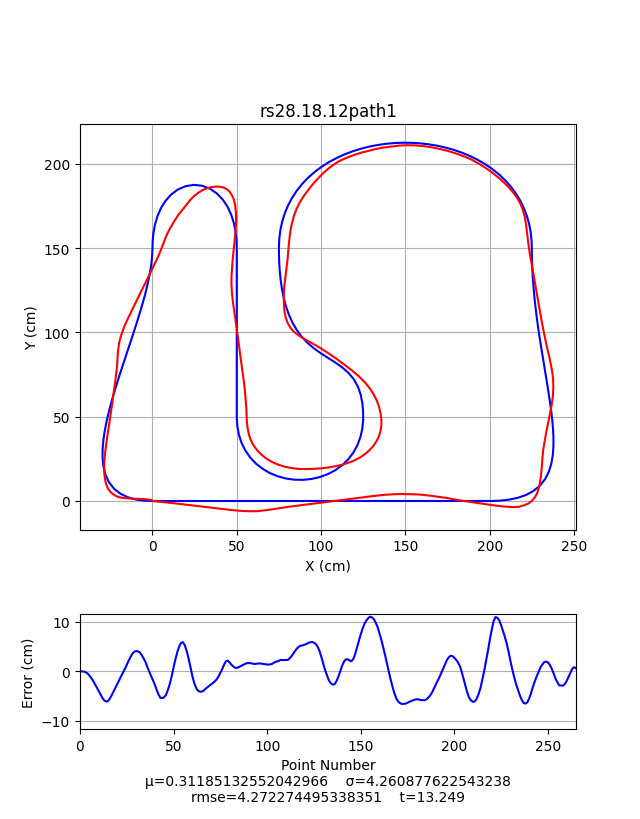 rs28.18.12path1
200
150
100
50
0
Y (cm)
0 50 100 150 200 250
X (cm)
10
0
−10
Error (cm)
0 50 100 150 200 250
Point Number
μ=0.31185132552042966 σ=4.260877622543238
rmse=4.272274495338351 t=13.249